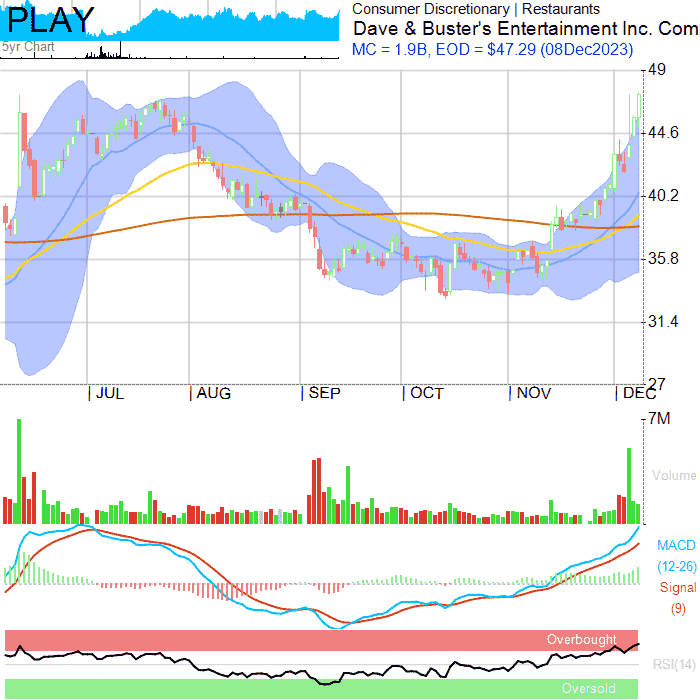 PLAY
5yr Chart
Consumer Discretionary | Restaurants
Dave & Buster's Entertainment Inc. Com
MC = 1.9B, EOD = $47.29 (08Dec2023)
49
44.6
40.2
35.8
31.4
27
JUL AUG SEP OCT NOV DEC
7M
Volume
MACD
(12-26)
Signal
(9)
Overbought
RSI(14)
Oversold